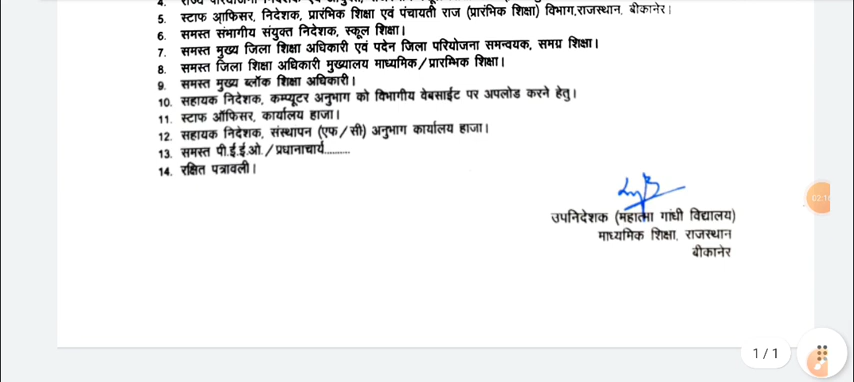 5. स्टाफ आफिसर, निदेशक, प्रारंभिक शिक्षा एवं पंचायती राज (प्रारंभिक शिक्षा) विभाग,राजस्थान, बीकानेर।
6. समस्त संभागीय संयुक्त निदेशक, स्कूल शिक्षा।
7. समस्त मुख्य जिला शिक्षा अधिकारी एवं पदेन जिला परियोजना समन्वयक, समग्र शिक्षा।
8. समस्त जिला शिक्षा अधिकारी मुख्यालय माध्यमिक/प्रारम्भिक शिक्षा।
9. समस्त मुख्य ब्लॉक शिक्षा अधिकारी।
10. सहायक निदेशक, कम्प्यूटर अनुभाग को विभागीय वेबसाईट पर अपलोड करने हेतु।
11. स्टाफ ऑफिसर, कार्यालय हाजा।
12. सहायक निदेशक, संस्थापन (एफ/सी) अनुभाग कार्यालय हाजा।
13. समस्त पी.ई.ई.ओ./प्रधानाचार्य..........
14. रक्षित पत्रावली।
उपनिदेशक (महात्मा गांधी विद्यालय)
माध्यमिक शिक्षा, राजस्थान
बीकानेर
1 / 1